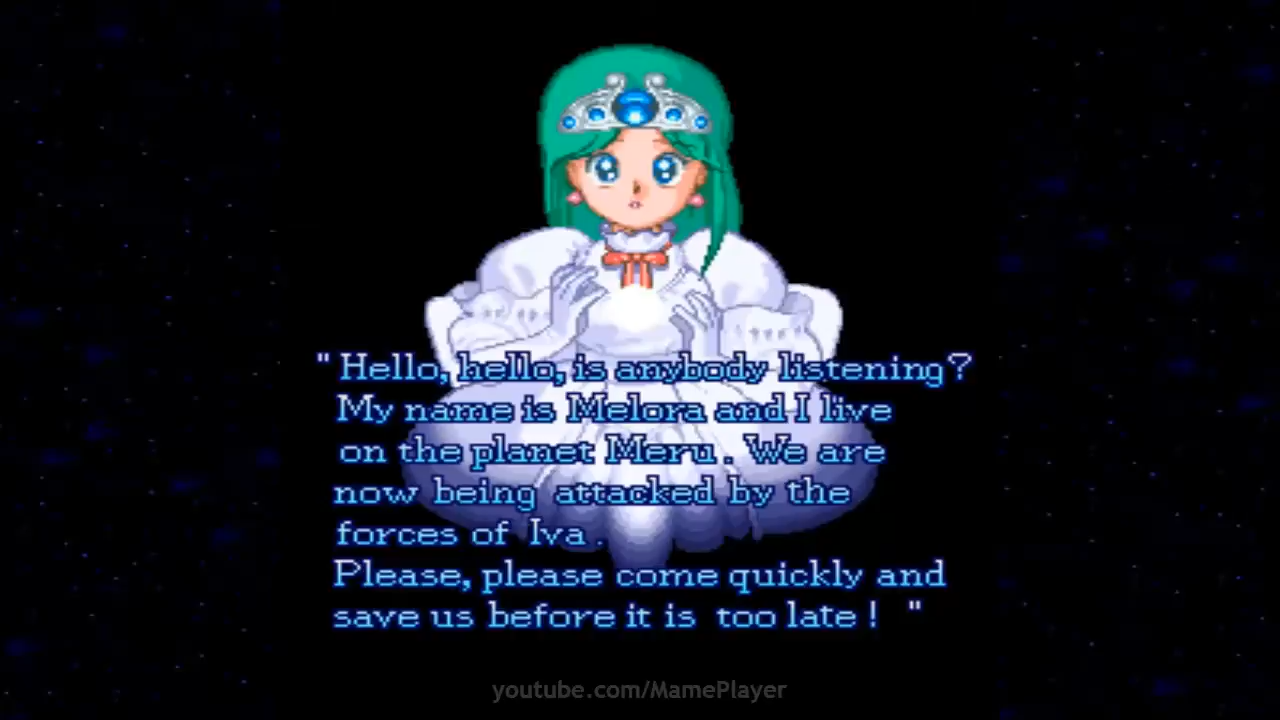 " Hello, hello, is anybody listening?
My name is Melora and I live
on the planet Meru. We are
now being attacked by the
forces of Iva.
Please, please come quickly and
save us before it is too late! "
youtube.com/MamePlayer